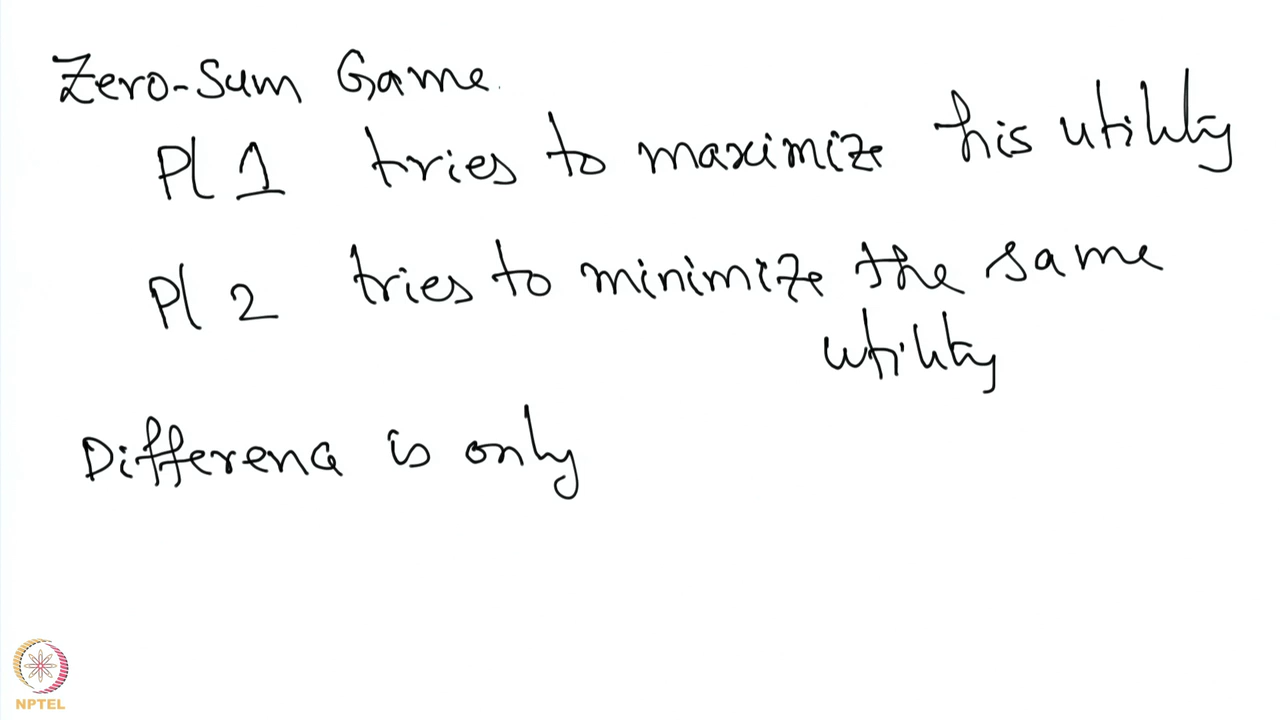 Zero-Sum Game.
Pl 1 tries to maximize his utility
Pl 2 tries to minimize the same
utility
Differena is only
NPTEL